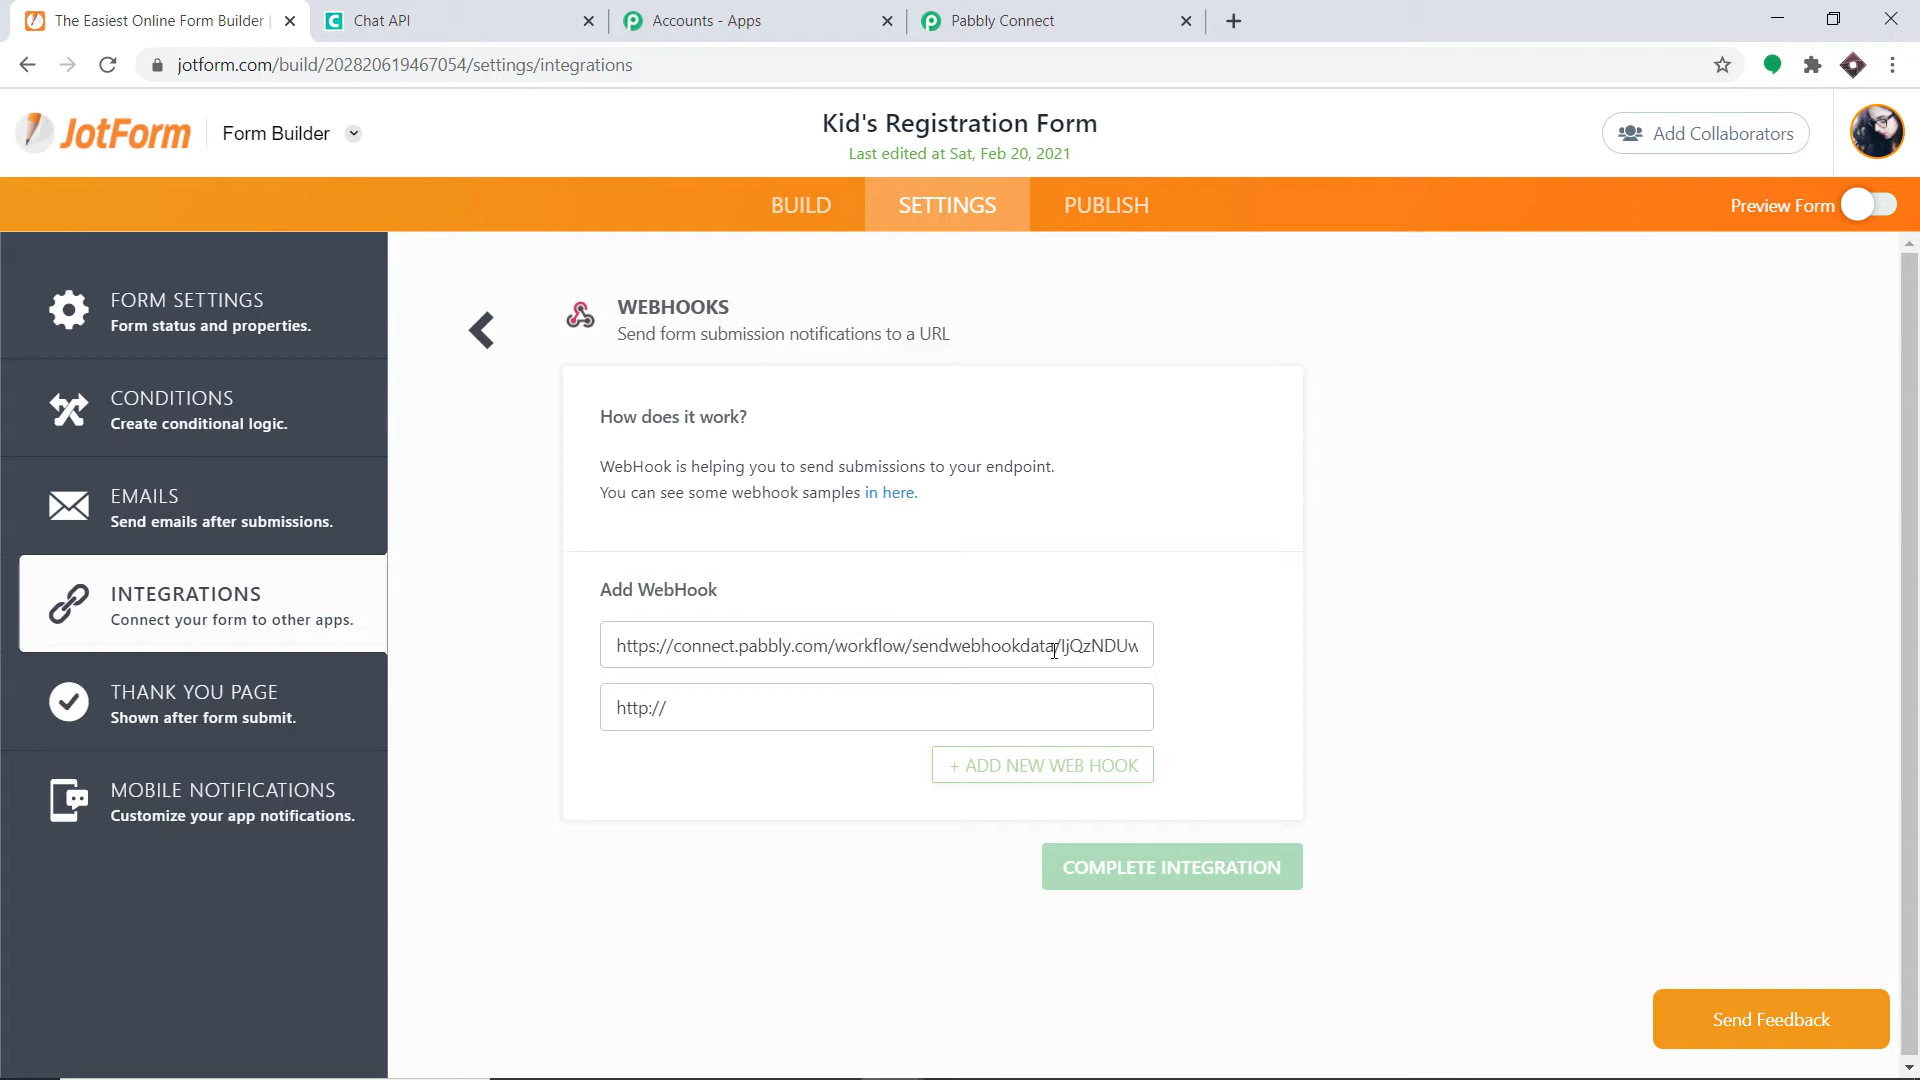 The Easiest Online Form Builder
Chat API
Accounts - Apps
Pabbly Connect
jotform.com/build/202820619467054/settings/integrations
JotForm
Form Builder
Kid's Registration Form
Last edited at Sat, Feb 20, 2021
Add Collaborators
BUILD
SETTINGS
PUBLISH
Preview Form
FORM SETTINGS
Form status and properties.
CONDITIONS
Create conditional logic.
EMAILS
Send emails after submissions.
INTEGRATIONS
Connect your form to other apps.
THANK YOU PAGE
Shown after form submit.
MOBILE NOTIFICATIONS
Customize your app notifications.
WEBHOOKS
Send form submission notifications to a URL
How does it work?
WebHook is helping you to send submissions to your endpoint.
You can see some webhook samples in here.
Add WebHook
https://connect.pabbly.com/workflow/sendwebhookdata/IjQzNDUw
http://
+ ADD NEW WEB HOOK
COMPLETE INTEGRATION
Send Feedback